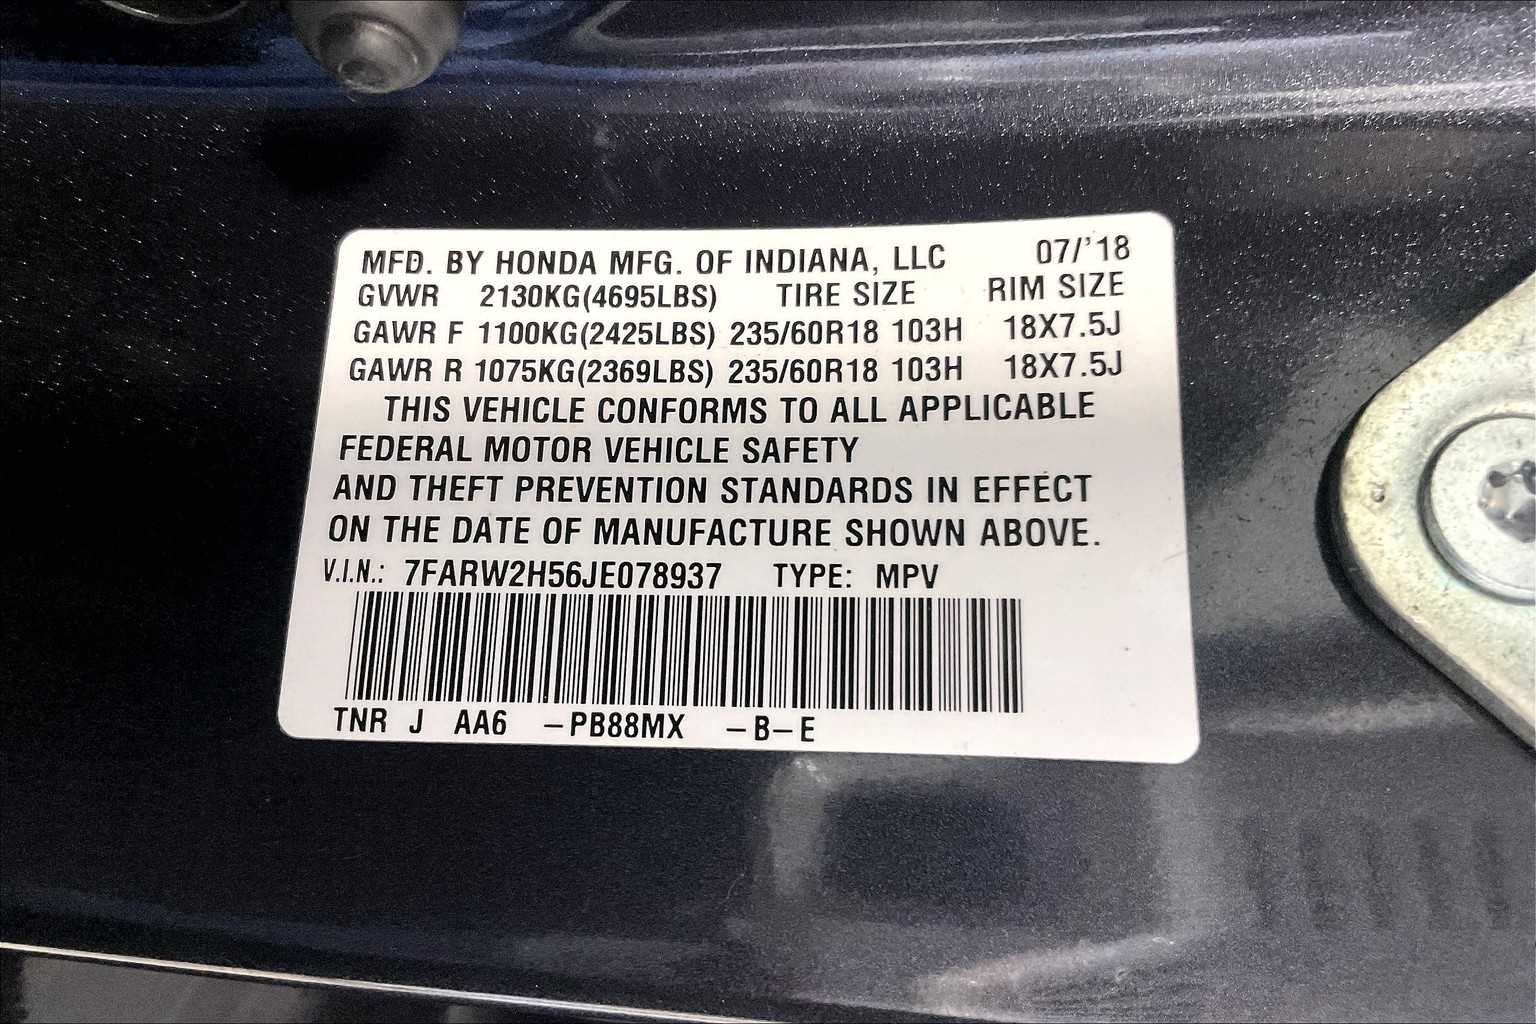 MFD. BY HONDA MFG. OF INDIANA, LLC 07/'18
GVWR 2130KG(4695LBS) TIRE SIZE RIM SIZE
GAWR F 1100KG(2425LBS) 235/60R18 103H 18X7.5J
GAWR R 1075KG(2369LBS) 235/60R18 103H 18X7.5J
THIS VEHICLE CONFORMS TO ALL APPLICABLE
FEDERAL MOTOR VEHICLE SAFETY
AND THEFT PREVENTION STANDARDS IN EFFECT
ON THE DATE OF MANUFACTURE SHOWN ABOVE.
V.I.N.: 7FARW2H56JE078937 TYPE: MPV
TNR J AA6 -PB88MX -B-E